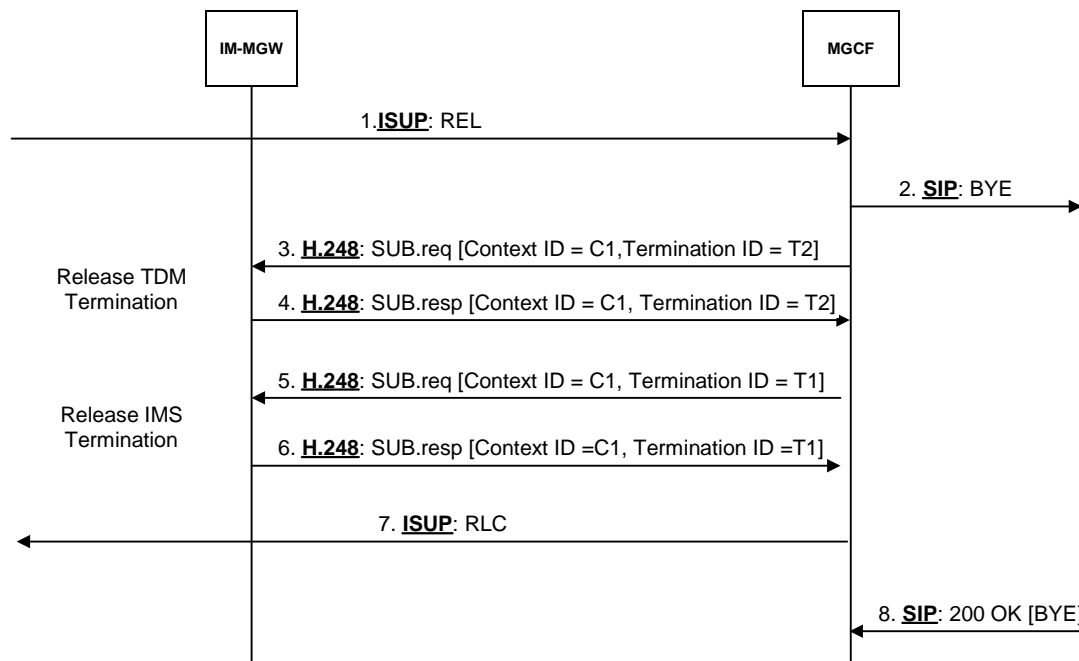 IM-MGW
MGCF
1.ISUP: REL
2. SIP: BYE
3. H.248: SUB.req [Context ID = C1,Termination ID = T2]
Release TDM
Termination
4. H.248: SUB.resp [Context ID = C1, Termination ID = T2]
5. H.248: SUB.req [Context ID = C1, Termination ID = T1]
Release IMS
Termination
6. H.248: SUB.resp [Context ID =C1, Termination ID =T1]
7. ISUP: RLC
8. SIP: 200 OK [BYE]